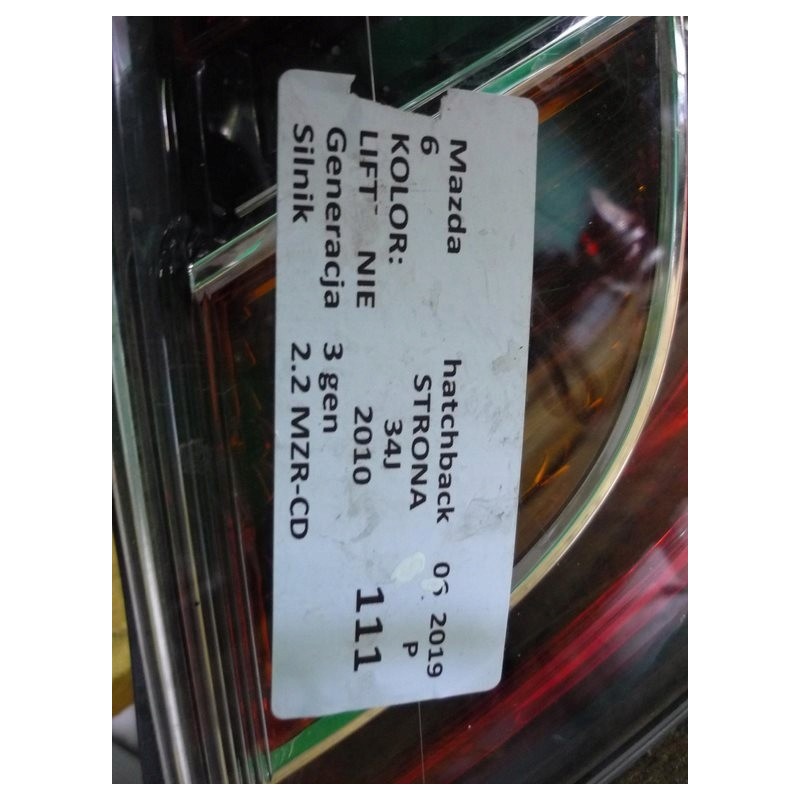 Mazda hatchback 06 2019
6 STRONA P
KOLOR: 34J
LIFT NIE 2010 111
Generacja 3 gen
Silnik 2.2 MZR-CD